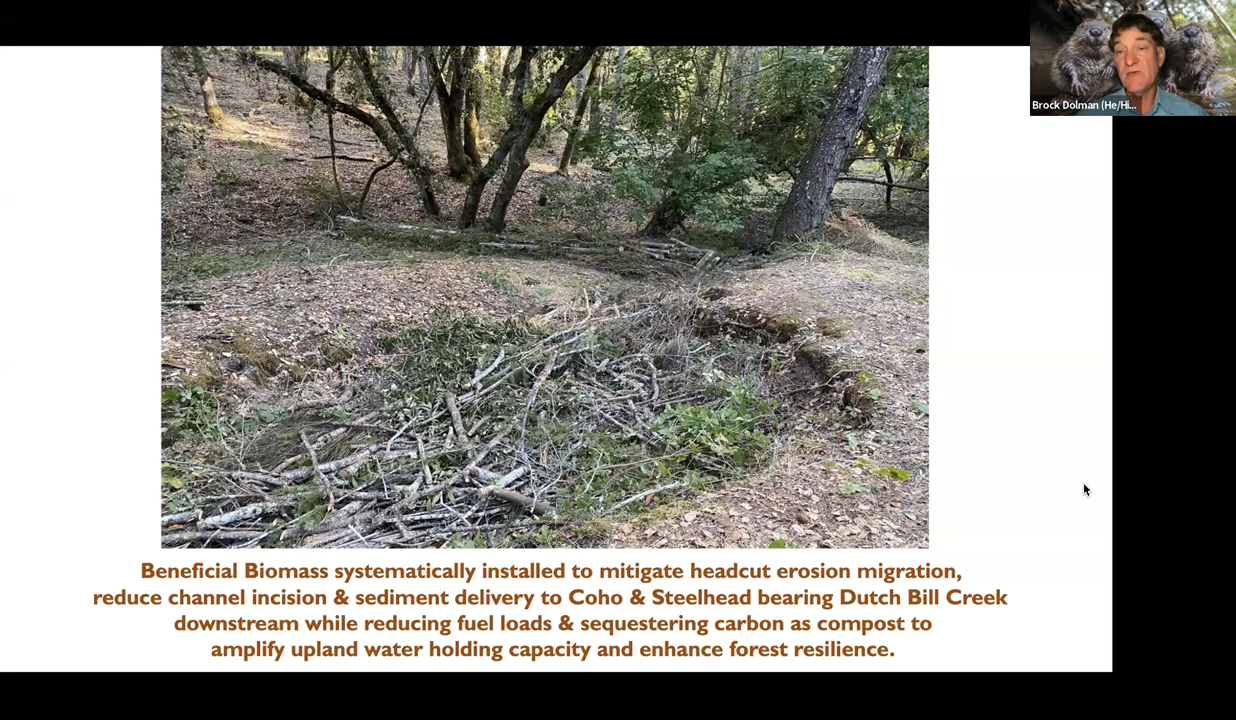 Brock Dolman (He/Hi...
Beneficial Biomass systematically installed to mitigate headcut erosion migration,
reduce channel incision & sediment delivery to Coho & Steelhead bearing Dutch Bill Creek
downstream while reducing fuel loads & sequestering carbon as compost to
amplify upland water holding capacity and enhance forest resilience.